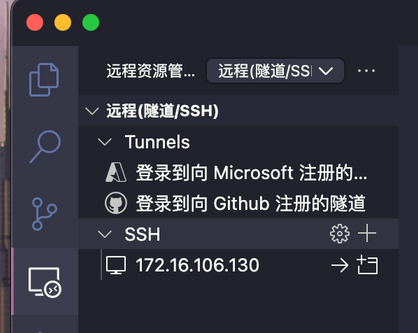 远程资源管... 远程(隧道/SSI
远程(隧道/SSH)
Tunnels
登录到向 Microsoft 注册的...
登录到向 Github 注册的隧道
SSH
172.16.106.130